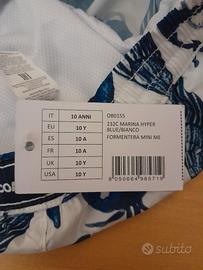 IT 10 ANNI
EU 10 Y
ES 10 A
FR 10 A
UK 10 Y
USA 10 Y
OB0155
212C MARINA HYPER
BLUE/BIANCO
FORMENTERA MINI ME
8050664985719
subito